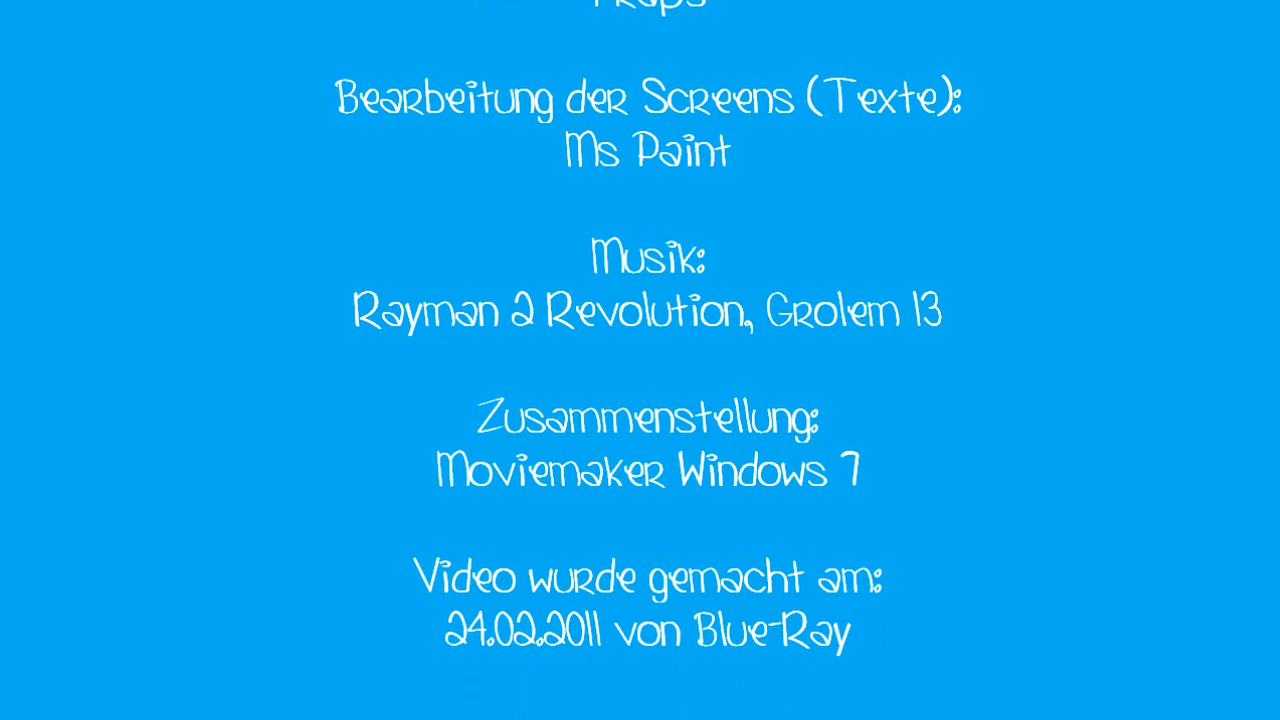 Bearbeitung der Screens (Texte):
Ms Paint
Musik:
Rayman 2 Revolution, Grolem 13
Zusammenstellung:
Moviemaker Windows 7
Video wurde gemacht am:
24.02.2011 von Blue-Ray